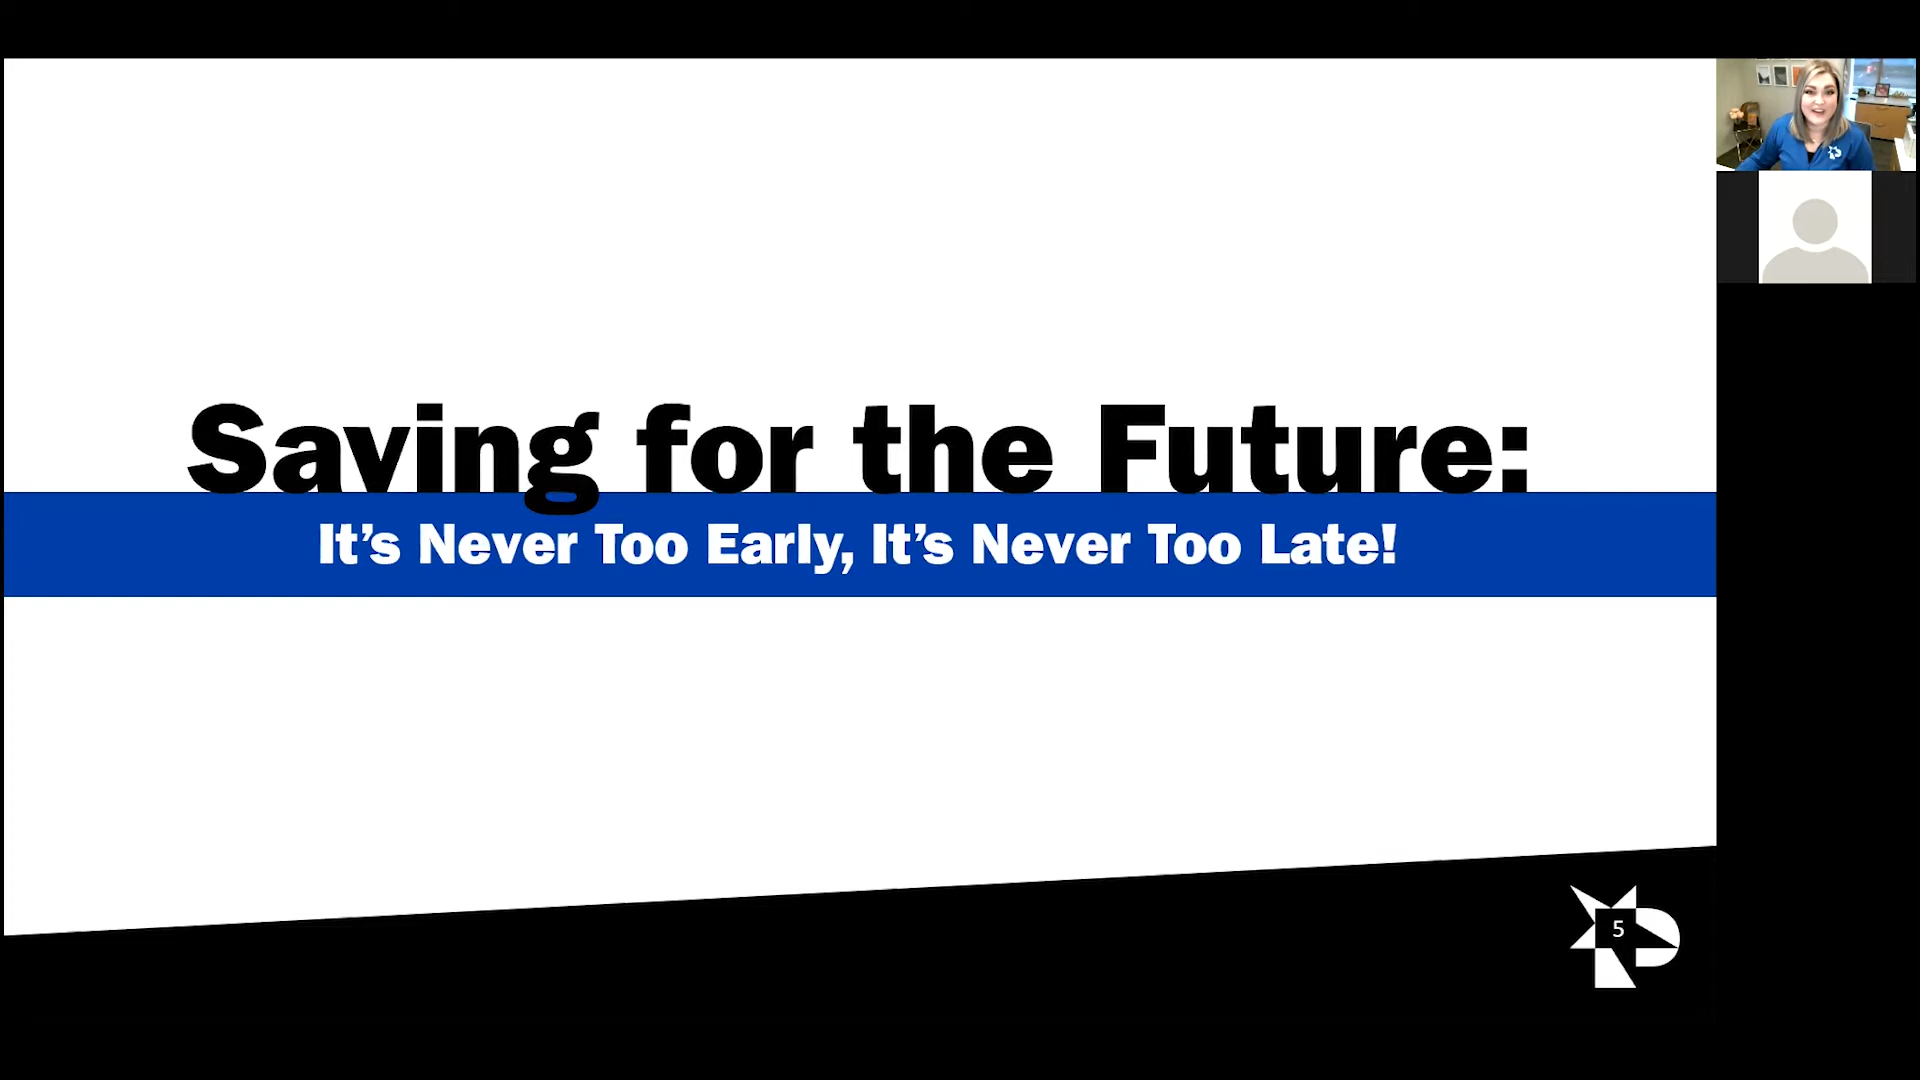 Saving for the Future:
It’s Never Too Early, It’s Never Too Late!
5